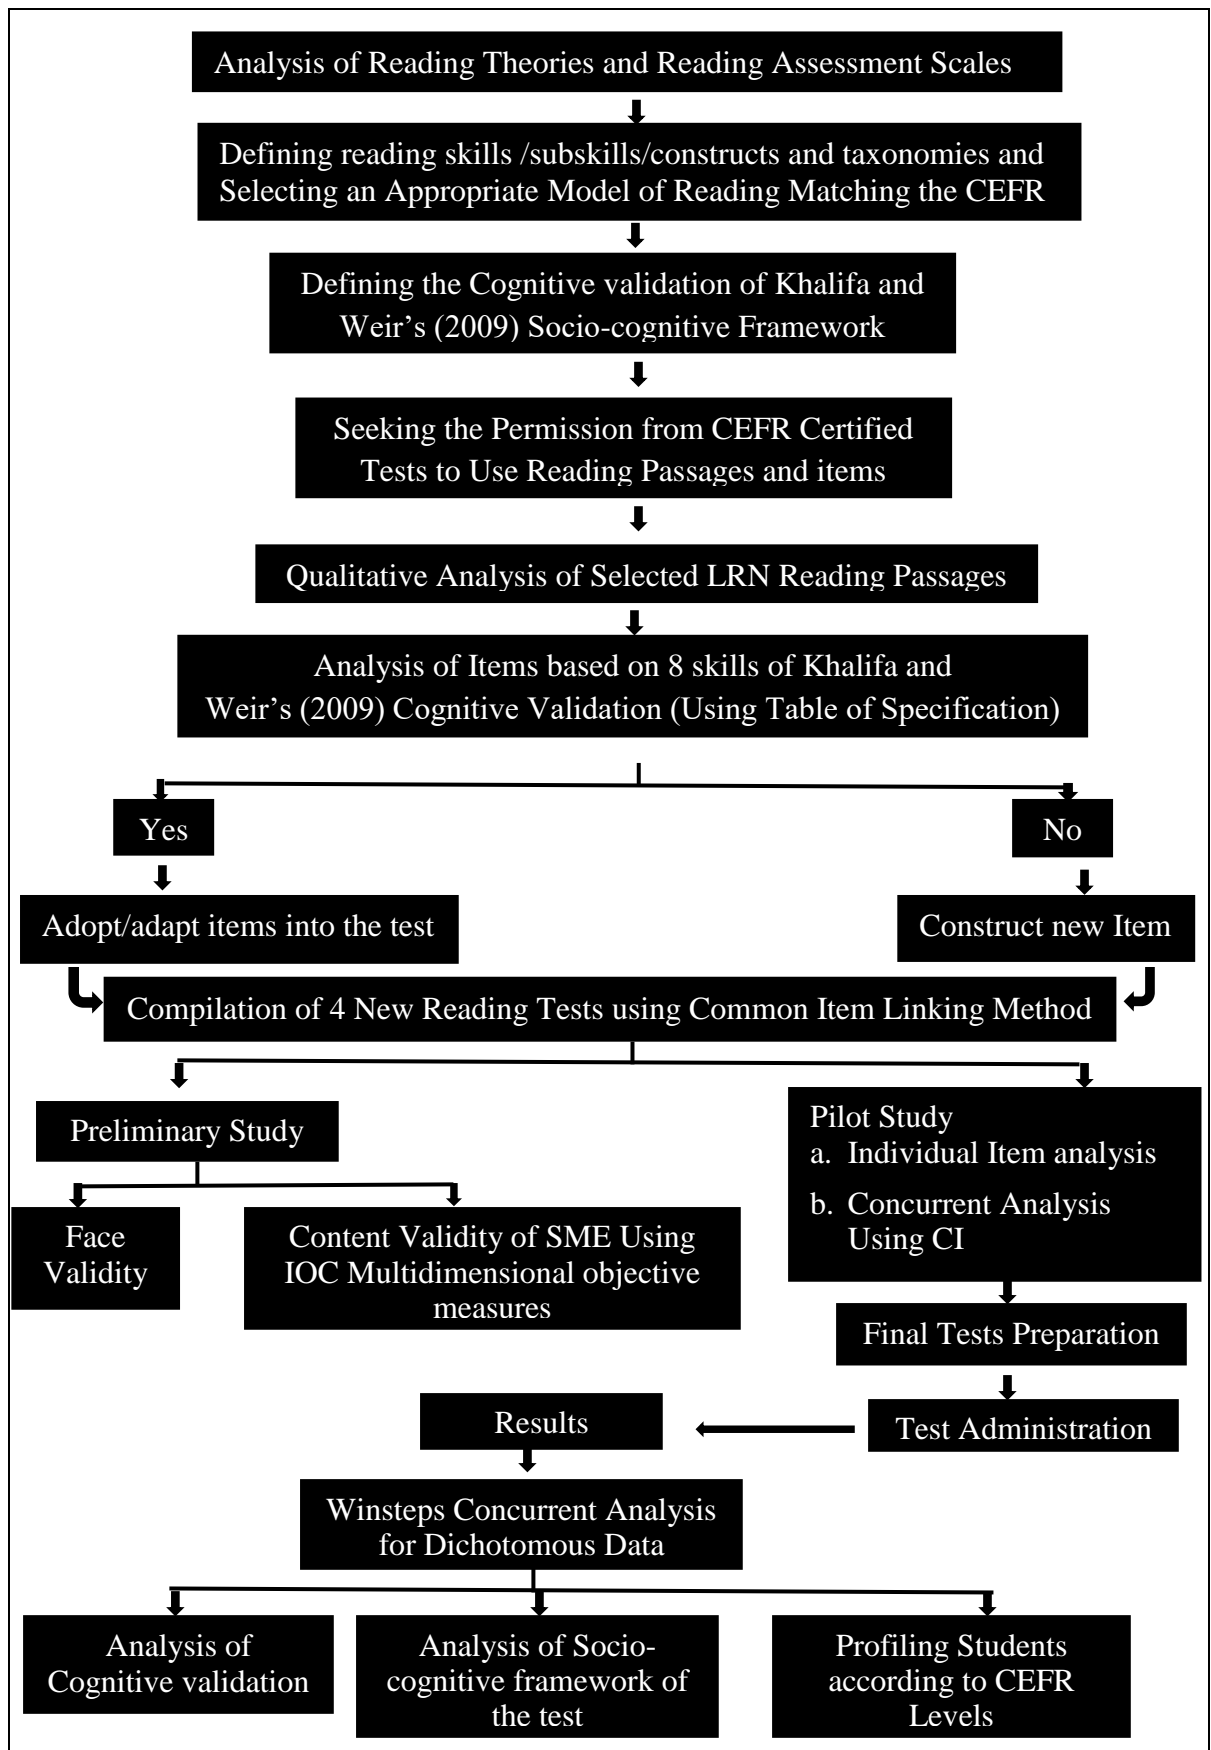 Analysis of Reading Theories and Reading Assessment Scales
Defining reading skills /subskills/constructs and taxonomies and
Selecting an Appropriate Model of Reading Matching the CEFR
Defining the Cognitive validation of Khalifa and
Weir’s (2009) Socio-cognitive Framework
Seeking the Permission from CEFR Certified
Tests to Use Reading Passages and items
Qualitative Analysis of Selected LRN Reading Passages
Analysis of Items based on 8 skills of Khalifa and
Weir’s (2009) Cognitive Validation (Using Table of Specification)
Yes
No
Adopt/adapt items into the test
Construct new Item
Compilation of 4 New Reading Tests using Common Item Linking Method
Preliminary Study
Pilot Study
a. Individual Item analysis
b. Concurrent Analysis
Using CI
Face
Validity
Content Validity of SME Using
IOC Multidimensional objective
measures
Final Tests Preparation
Results
Test Administration
Winsteps Concurrent Analysis
for Dichotomous Data
Analysis of
Cognitive validation
Analysis of Socio-
cognitive framework of
the test
Profiling Students
according to CEFR
Levels